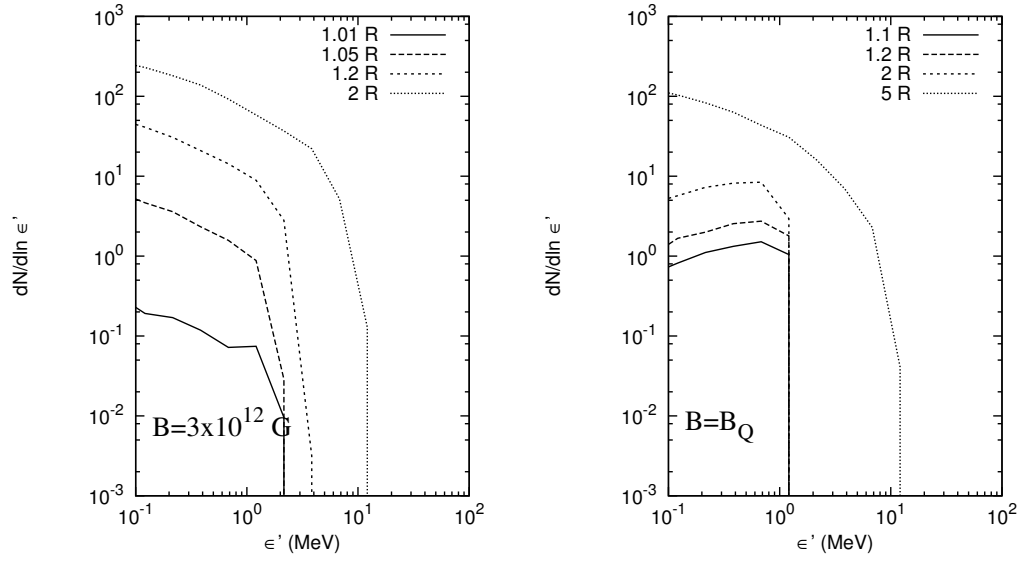 10^3
10^2
10^1
10^0
10^-1
10^-2
10^-3
dN/dln ϵ'
1.01 R
1.05 R
1.2 R
2 R
B=3x10^12 G
10^-1 10^0 10^1 10^2
ϵ' (MeV)
10^3
10^2
10^1
10^0
10^-1
10^-2
10^-3
dN/dln ϵ'
1.1 R
1.2 R
2 R
5 R
B=B_Q
10^-1 10^0 10^1 10^2
ϵ' (MeV)